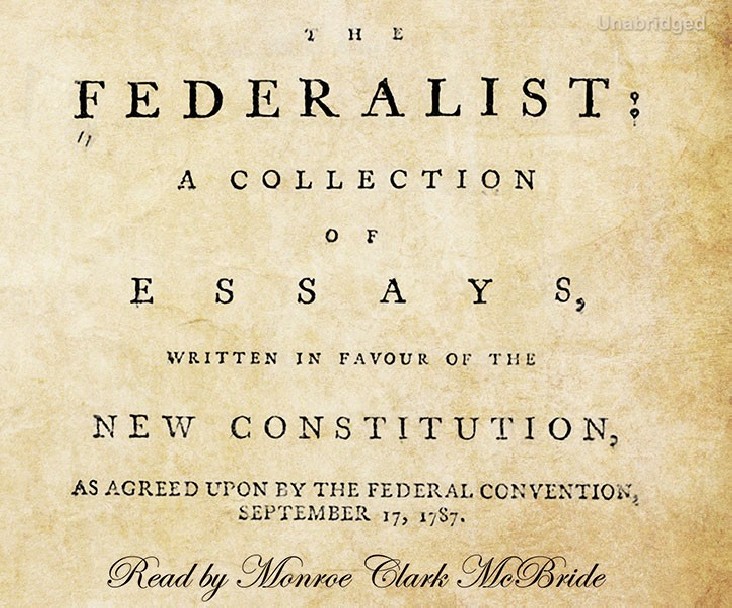 Unabridged
THE
FEDERALIST:
A COLLECTION
OF
ESSAYS,
WRITTEN IN FAVOUR OF THE
NEW CONSTITUTION,
AS AGREED UPON BY THE FEDERAL CONVENTION,
SEPTEMBER 17, 1787.
Read by Monroe Clark McBride